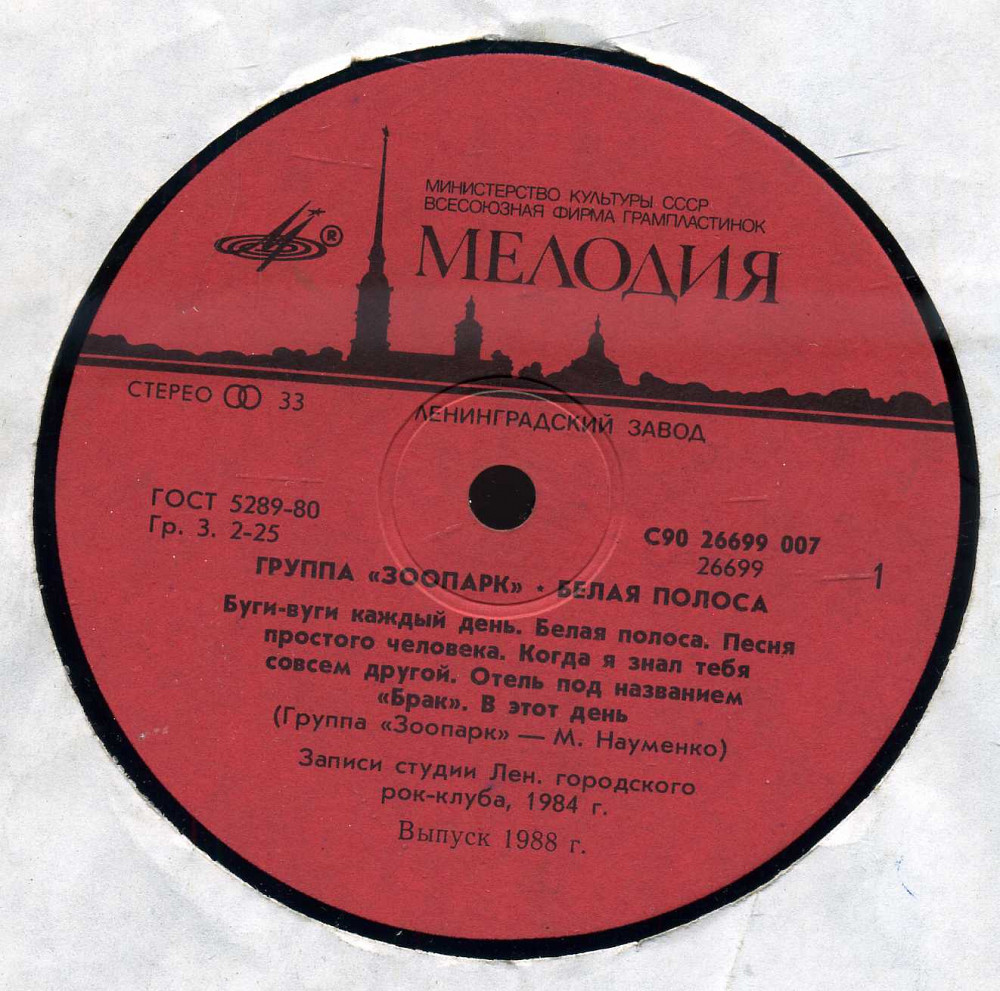 МИНИСТЕРСТВО КУЛЬТУРЫ СССР
ВСЕСОЮЗНАЯ ФИРМА ГРАМПЛАСТИНОК
МЕЛОДИЯ
®
СТЕРЕО 33
ЛЕНИНГРАДСКИЙ ЗАВОД
ГОСТ 5289-80
Гр. 3. 2-25
С90 26699 007
26699
1
ГРУППА «ЗООПАРК» • БЕЛАЯ ПОЛОСА
Буги-вуги каждый день. Белая полоса. Песня
простого человека. Когда я знал тебя
совсем другой. Отель под названием
«Брак». В этот день
(Группа «Зоопарк» — М. Науменко)
Записи студии Лен. городского
рок-клуба, 1984 г.
Выпуск 1988 г.